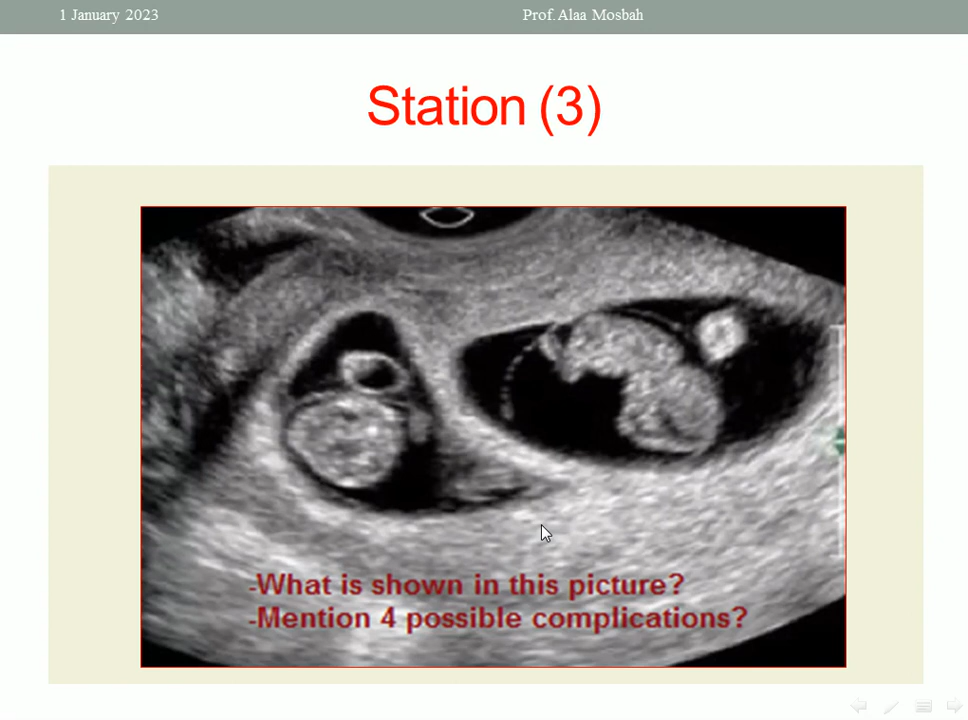 1 January 2023 Prof. Alaa Mosbah
Station (3)
-What is shown in this picture?
-Mention 4 possible complications?